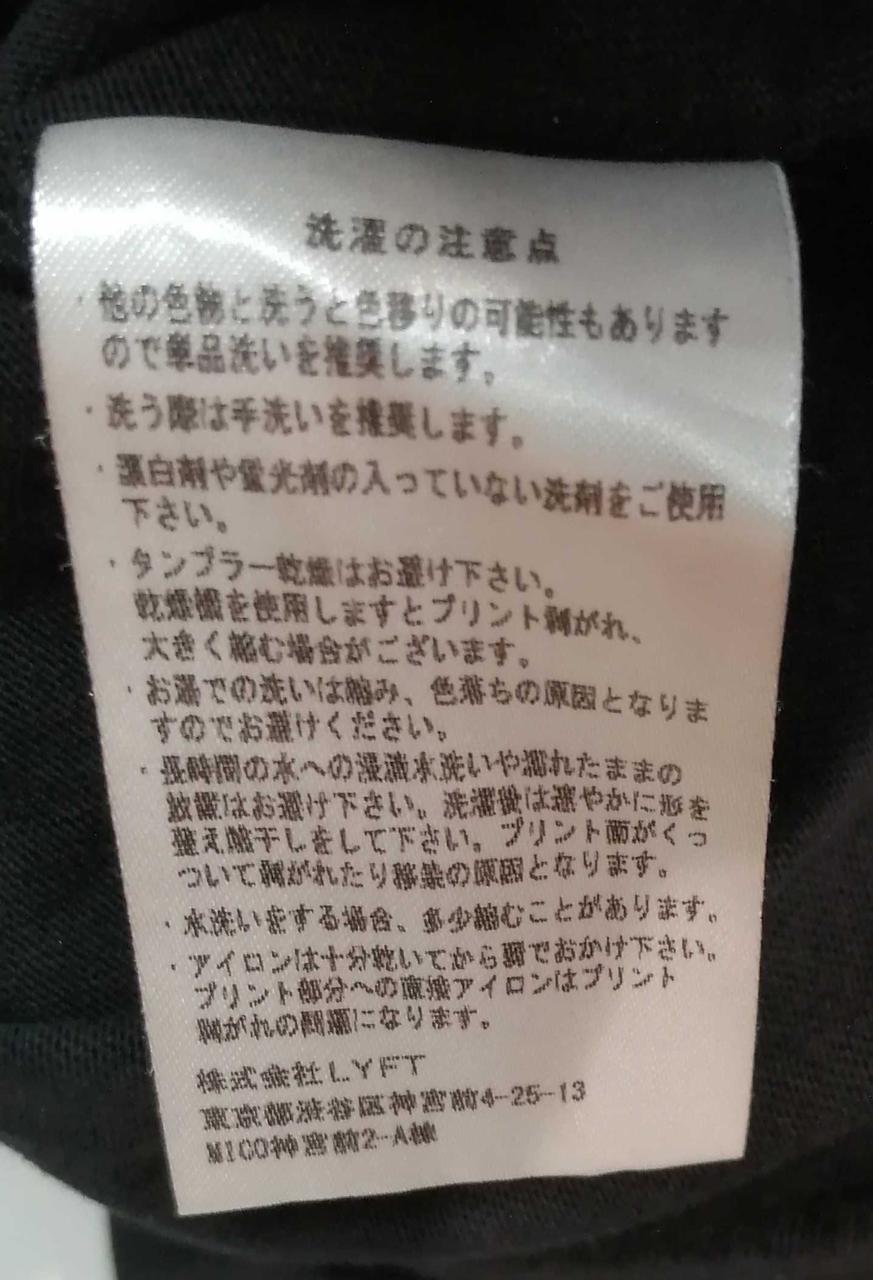 洗濯の注意点
・他の色物と洗うと色移りの可能性もあります
ので単品洗いを推奨します。
・洗う際は手洗いを推奨します。
・漂白剤や蛍光剤の入っていない洗剤をご使用
下さい。
・タンブラー乾燥はお避け下さい。
乾燥機を使用しますとプリント剥がれ、
大きく縮む場合がございます。
・お湯での洗いは縮み、色落ちの原因となりま
すのでお避けください。
・長時間の水への浸漬水洗いや濡れたままの
放置はお避け下さい。洗濯後は速やかに形を
整え陰干しをして下さい。プリント面がくっ
ついて剥がれたり移染の原因となります。
・水洗いをする場合、多少縮むことがあります。
・アイロンは十分乾いてから弱でおかけ下さい。
プリント部分への直接アイロンはプリント
剥がれの問題になります。
株式会社LYFT
東京都渋谷区神宮前4-25-13
MICO神宮前2-A棟